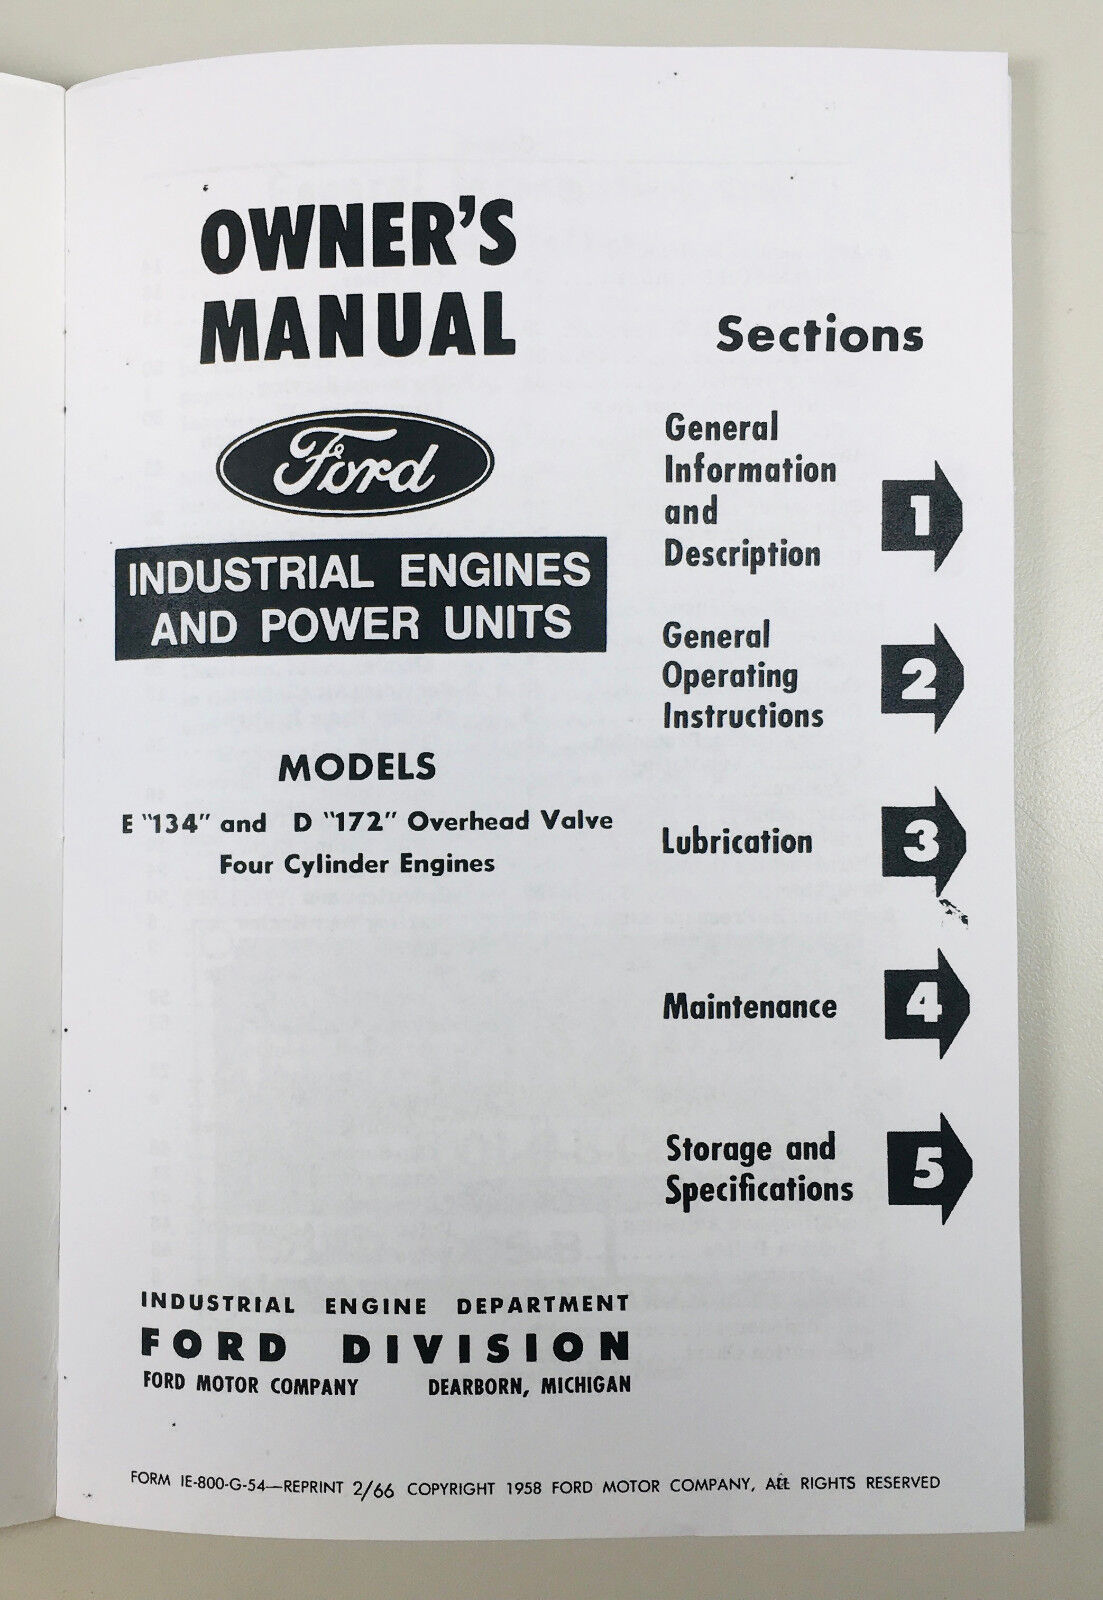 OWNER'S
MANUAL
Ford
INDUSTRIAL ENGINES
AND POWER UNITS
MODELS
E "134" and D "172" Overhead Valve
Four Cylinder Engines
Sections
General
Information
and
Description
1
General
Operating
Instructions
2
Lubrication
3
Maintenance
4
Storage and
Specifications
5
INDUSTRIAL ENGINE DEPARTMENT
FORD DIVISION
FORD MOTOR COMPANY DEARBORN, MICHIGAN
FORM IE-800-G-54—REPRINT 2/66 COPYRIGHT 1958 FORD MOTOR COMPANY, ALL RIGHTS RESERVED